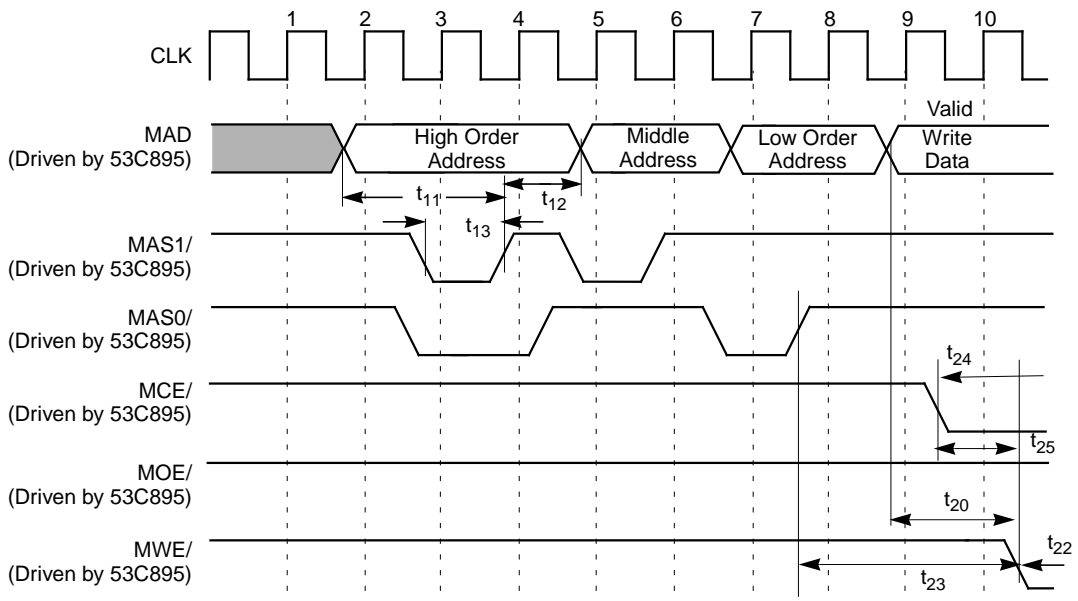 1 2 3 4 5 6 7 8 9 10
CLK
MAD
(Driven by 53C895)
High Order
Address
Middle
Address
Low Order
Address
Valid
Write
Data
t11
t12
t13
MAS1/
(Driven by 53C895)
MAS0/
(Driven by 53C895)
t24
MCE/
(Driven by 53C895)
t25
MOE/
(Driven by 53C895)
t20
MWE/
(Driven by 53C895)
t22
t23